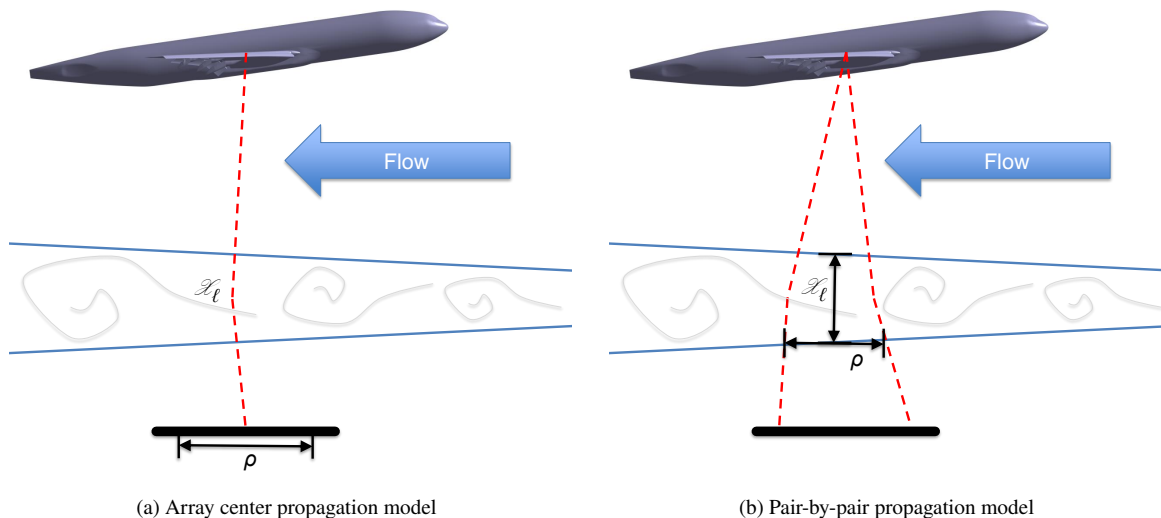 Flow
𝒳ℓ
ρ
(a) Array center propagation model
Flow
𝒳ℓ
ρ
(b) Pair-by-pair propagation model